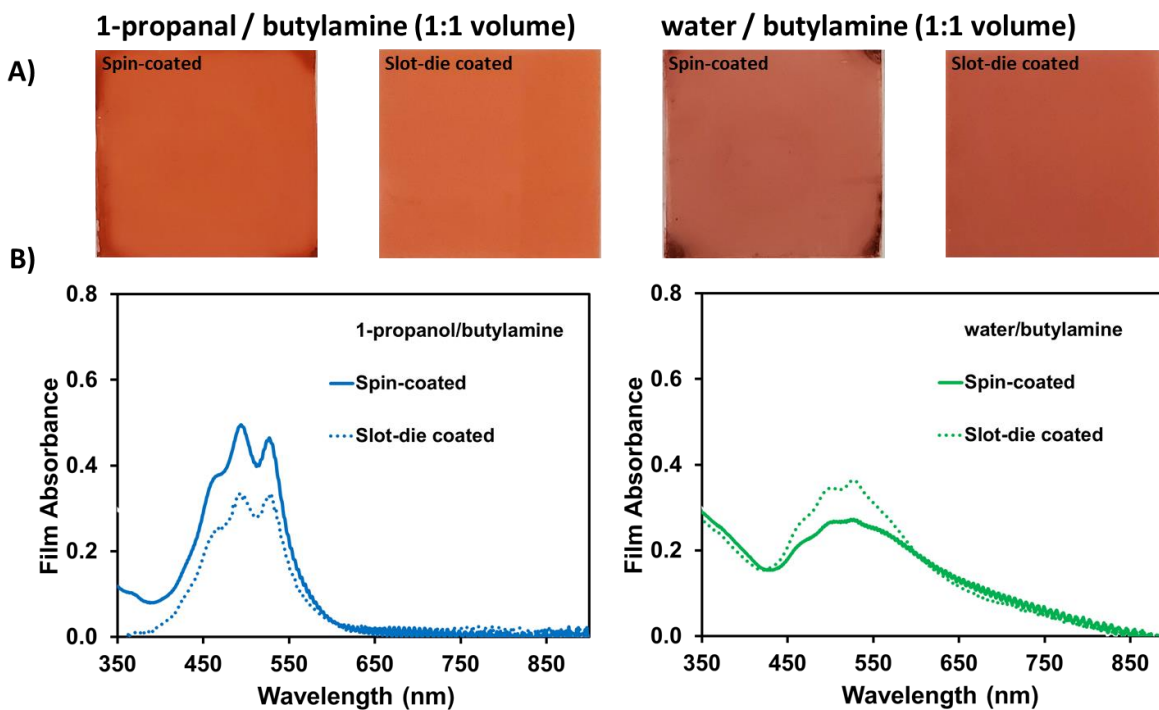 1-propanal / butylamine (1:1 volume)
water / butylamine (1:1 volume)
A)
Spin-coated
Slot-die coated
Spin-coated
Slot-die coated
B)
0.8
0.6
0.4
0.2
0.0
Film Absorbance
1-propanol/butylamine
Spin-coated
Slot-die coated
350 450 550 650 750 850
Wavelength (nm)
0.8
0.6
0.4
0.2
0.0
Film Absorbance
water/butylamine
Spin-coated
Slot-die coated
350 450 550 650 750 850
Wavelength (nm)